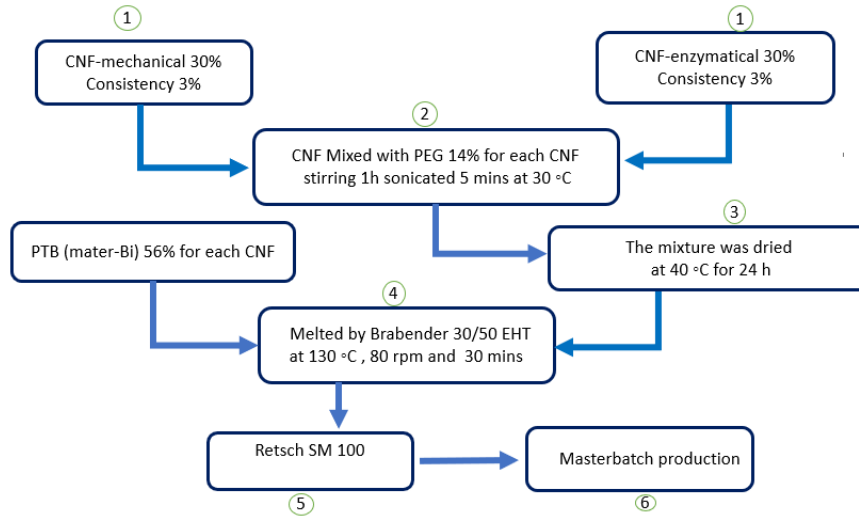 1
1
CNF-mechanical 30%
Consistency 3%
CNF-enzymatical 30%
Consistency 3%
2
CNF Mixed with PEG 14% for each CNF
stirring 1h sonicated 5 mins at 30 ◦C
3
PTB (mater-Bi) 56% for each CNF
The mixture was dried
at 40 ◦C for 24 h
4
Melted by Brabender 30/50 EHT
at 130 ◦C , 80 rpm and 30 mins
Retsch SM 100
Masterbatch production
5
6